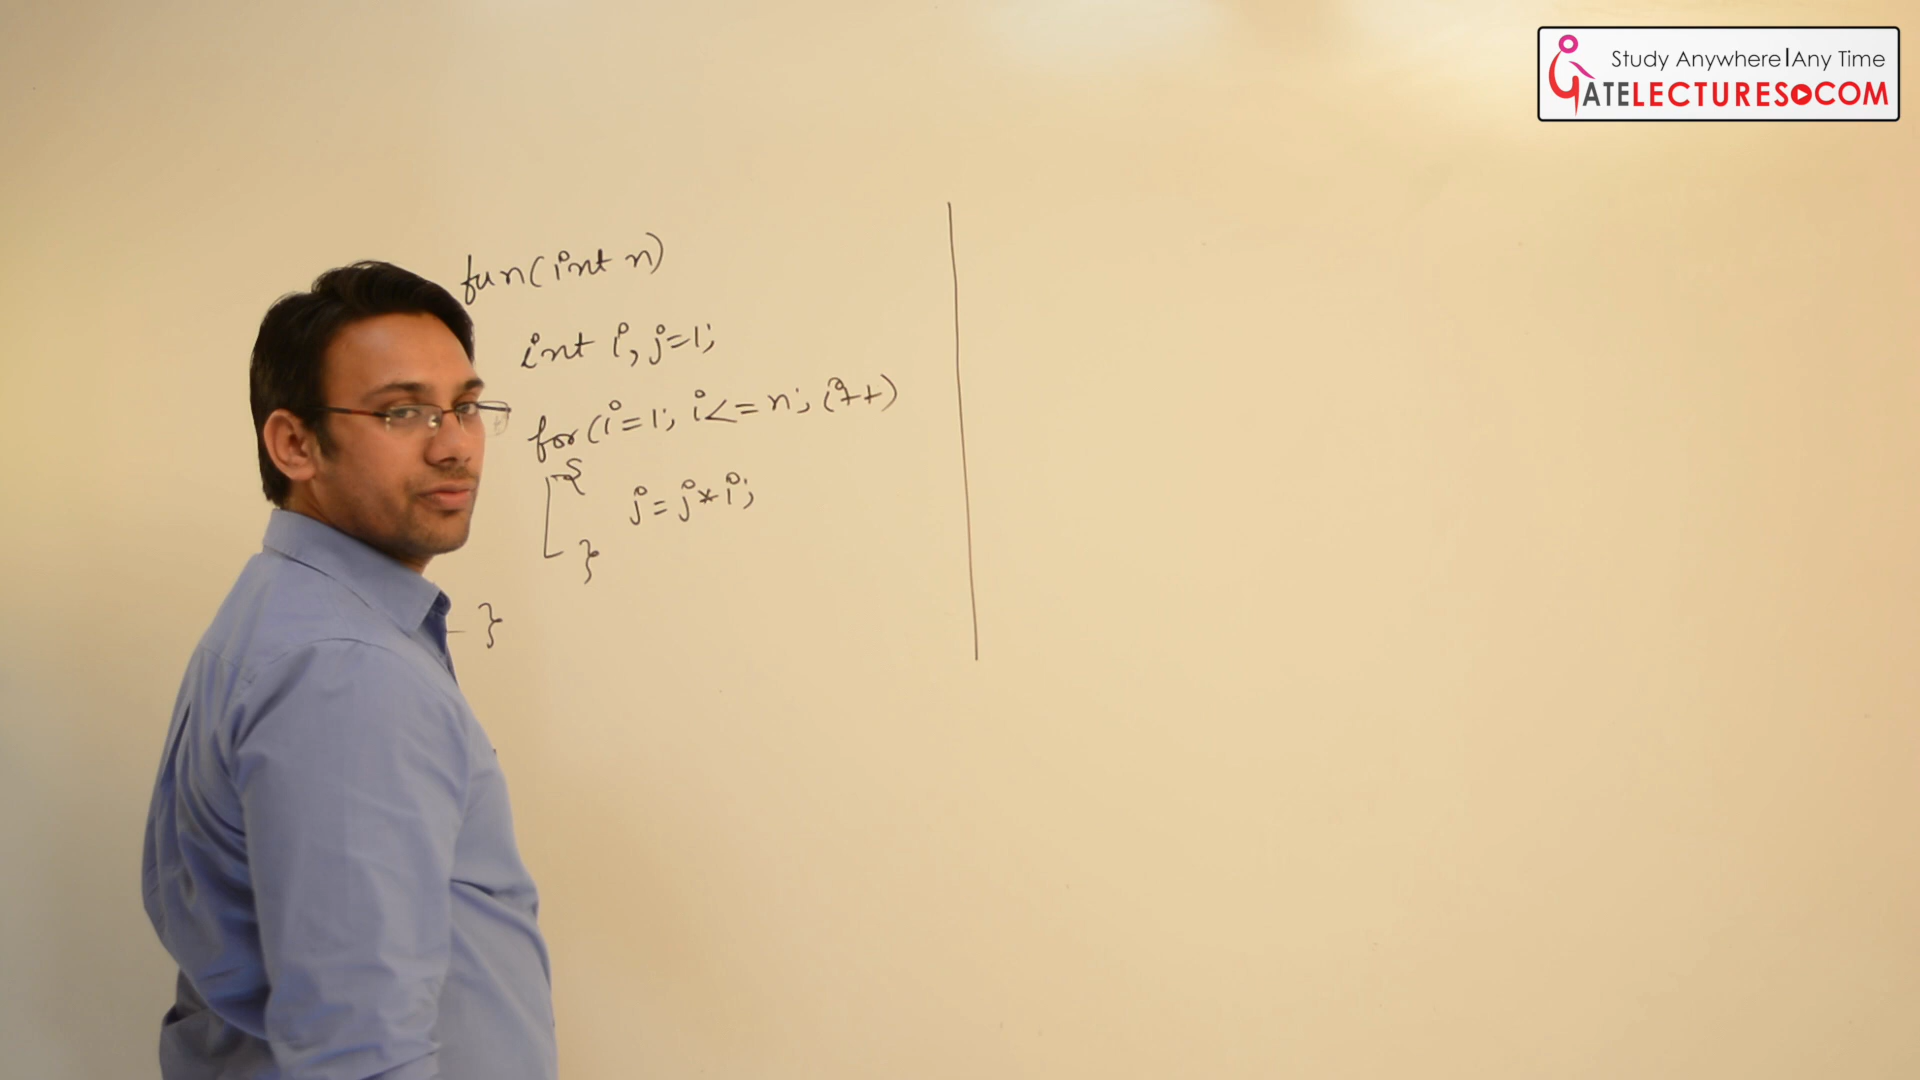 Study Anywhere|Any Time
GATELECTURES.COM
fun(int n)
int i, j=1;
for(i=1; i<=n; i++)
{
j=j*i;
}
}